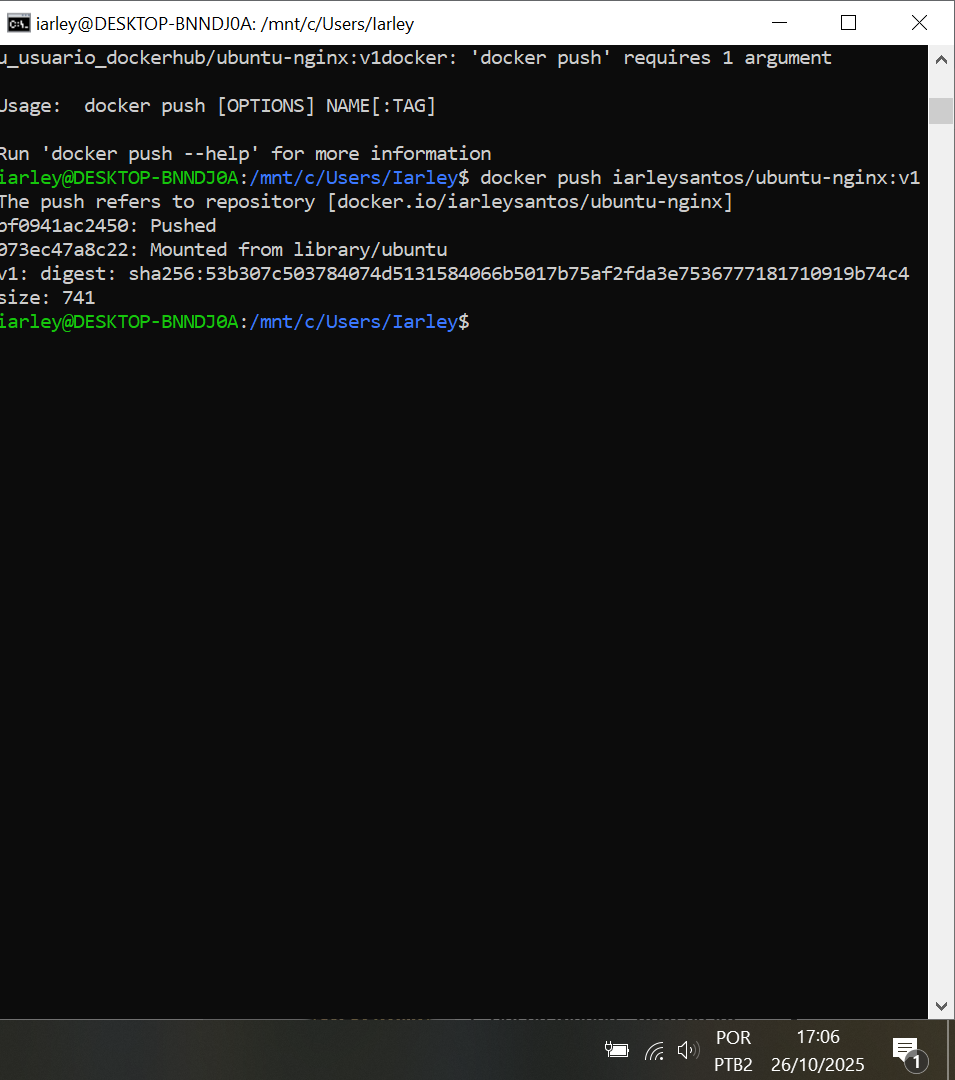 iarley@DESKTOP-BNNDJ0A: /mnt/c/Users/Iarley
u_usuario_dockerhub/ubuntu-nginx:v1docker: 'docker push' requires 1 argument
Usage:  docker push [OPTIONS] NAME[:TAG]
Run 'docker push --help' for more information
iarley@DESKTOP-BNNDJ0A:/mnt/c/Users/Iarley$ docker push iarleysantos/ubuntu-nginx:v1
The push refers to repository [docker.io/iarleysantos/ubuntu-nginx]
bf0941ac2450: Pushed
073ec47a8c22: Mounted from library/ubuntu
v1: digest: sha256:53b307c503784074d5131584066b5017b75af2fda3e7536777181710919b74c4
size: 741
iarley@DESKTOP-BNNDJ0A:/mnt/c/Users/Iarley$
POR
PTB2
17:06
26/10/2025
1